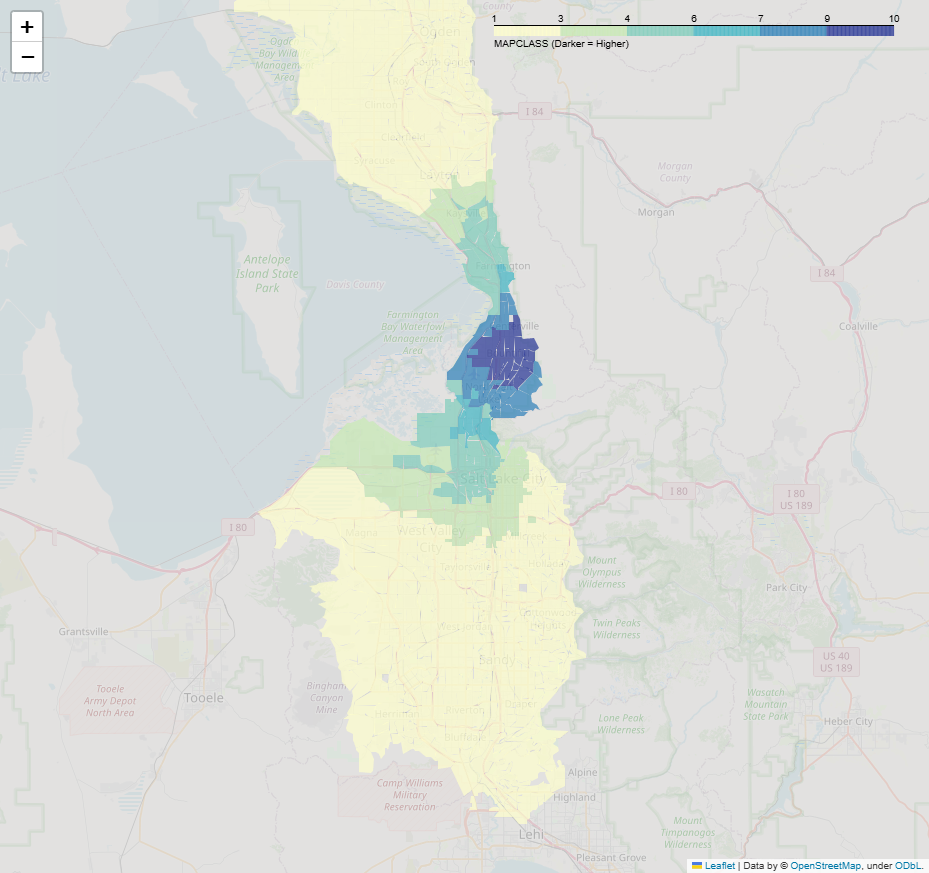 +
−
1 3 4 6 7 9 10
MAPCLASS (Darker = Higher)
County
Ogden
Ogden
Bay Wild
Management
Area
t Lake
I 84
Clinton
Clearfield
Syracuse
Layton
Morgan
County
Morgan
Antelope
Island State
Park
Davis County
Farmington
I 84
Farmington
Bay Waterfowl
Management
Area
ville
Coalville
Salt Lake City
I 80
I 80
US 189
I 80
Magna
West Valley
City
Taylorsville
Holladay
Mount
Olympus
Wilderness
Park City
Cottonwood
Heights
Grantsville
Twin Peaks
Wilderness
US 40
US 189
Sandy
Tooele
Army Depot
North Area
Tooele
Bingham
Canyon
Mine
Herriman
Riverton
Draper
Bluffdale
Lone Peak
Wilderness
Wasatch
Mountain
State Park
Heber City
Camp Williams
Military
Reservation
Alpine
Highland
Lehi
Mount
Timpanogos
Wilderness
Pleasant Grove
Leaflet | Data by © OpenStreetMap, under ODbL.